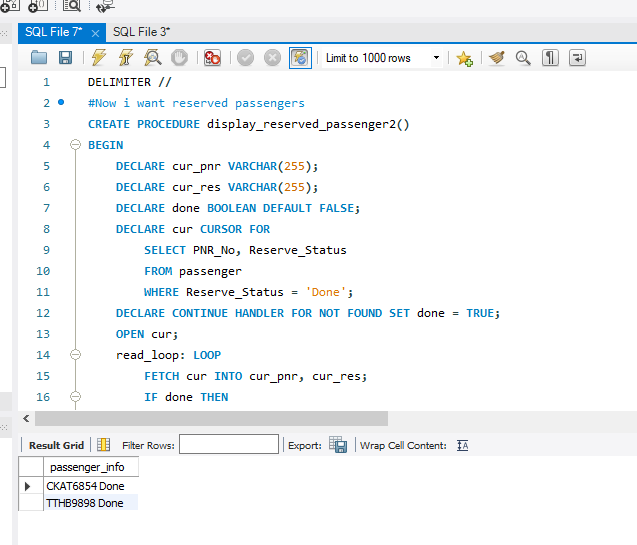 SQL File 7*
SQL File 3*
Limit to 1000 rows
1 DELIMITER //
2 #Now i want reserved passengers
3 CREATE PROCEDURE display_reserved_passenger2()
4 BEGIN
5 DECLARE cur_pnr VARCHAR(255);
6 DECLARE cur_res VARCHAR(255);
7 DECLARE done BOOLEAN DEFAULT FALSE;
8 DECLARE cur CURSOR FOR
9 SELECT PNR_No, Reserve_Status
10 FROM passenger
11 WHERE Reserve_Status = 'Done';
12 DECLARE CONTINUE HANDLER FOR NOT FOUND SET done = TRUE;
13 OPEN cur;
14 read_loop: LOOP
15 FETCH cur INTO cur_pnr, cur_res;
16 IF done THEN
Result Grid Filter Rows: Export: Wrap Cell Content:
passenger_info
CKAT6854 Done
TTHB9898 Done